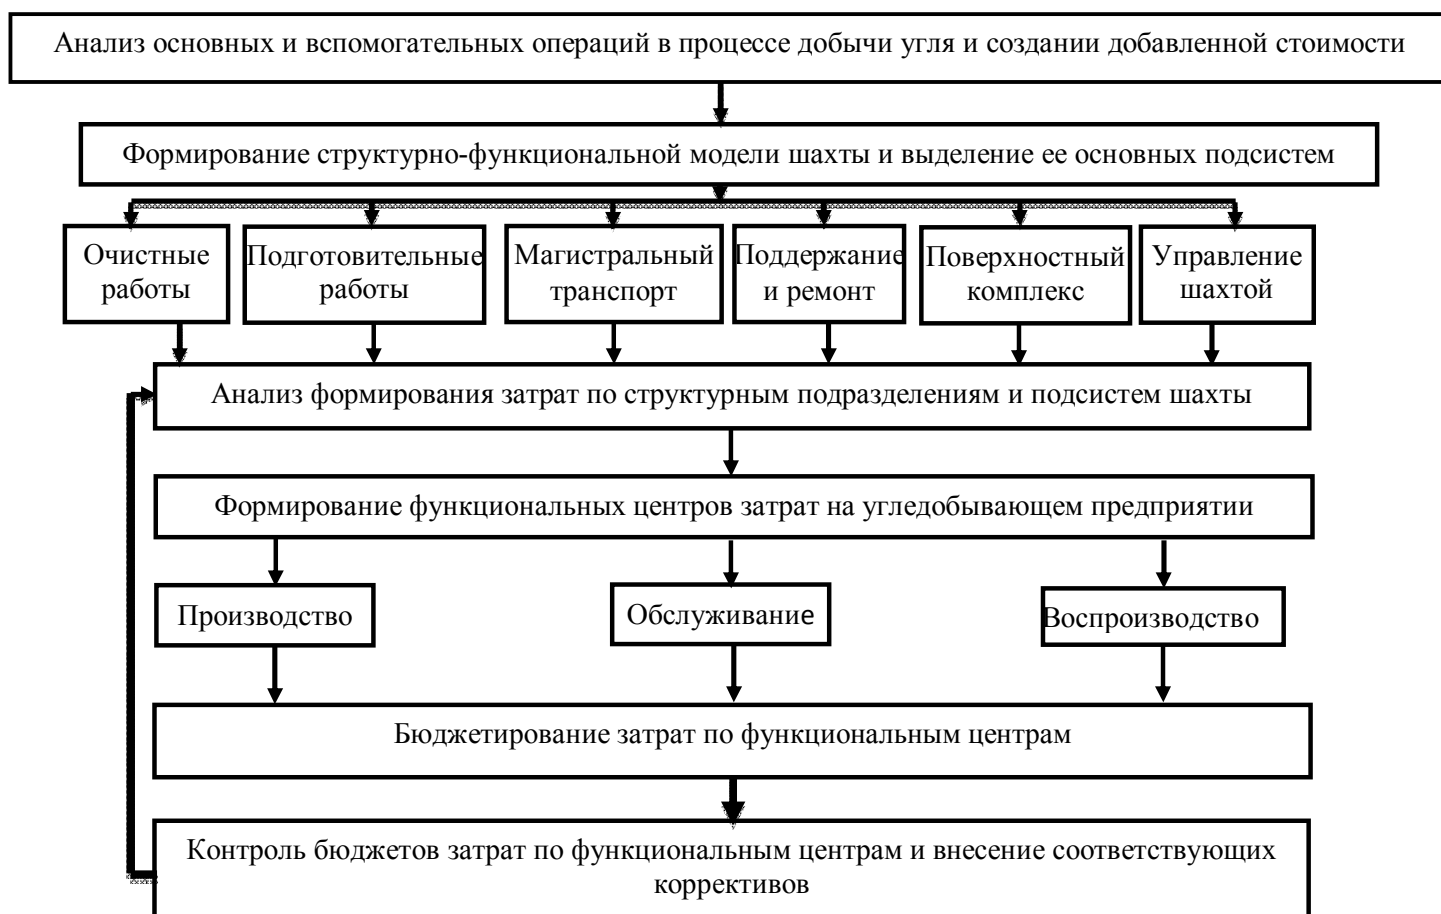 Анализ основных и вспомогательных операций в процессе добычи угля и создании добавленной стоимости
Формирование структурно-функциональной модели шахты и выделение ее основных подсистем
Очистные
работы
Подготовительные
работы
Магистральный
транспорт
Поддержание
и ремонт
Поверхностный
комплекс
Управление
шахтой
Анализ формирования затрат по структурным подразделениям и подсистем шахты
Формирование функциональных центров затрат на угледобывающем предприятии
Производство
Обслуживание
Воспроизводство
Бюджетирование затрат по функциональным центрам
Контроль бюджетов затрат по функциональным центрам и внесение соответствующих
коррективов